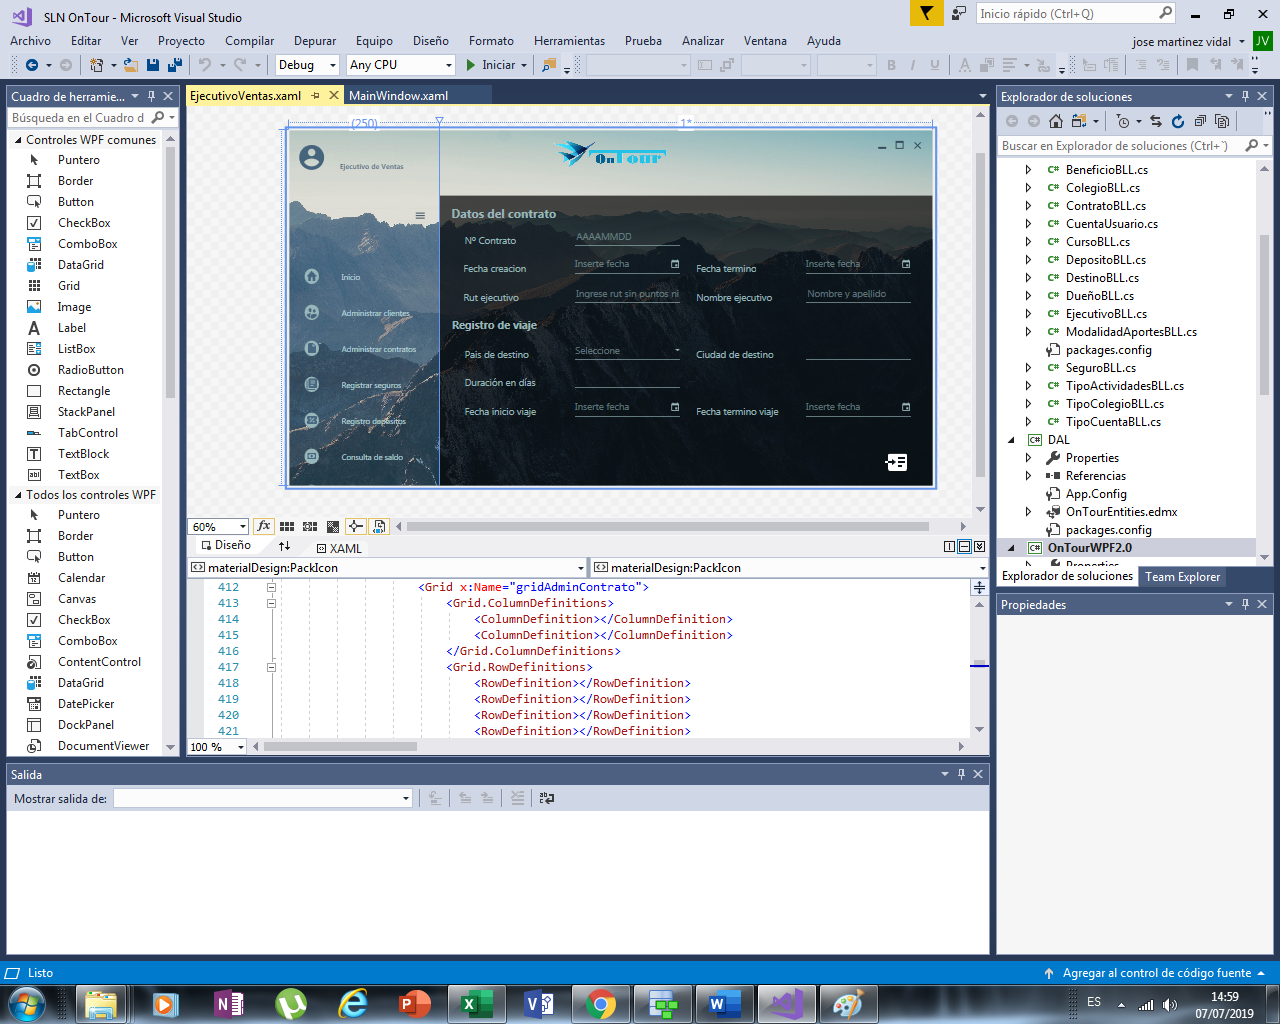 SLN OnTour - Microsoft Visual Studio
Inicio rápido (Ctrl+Q)
Archivo Editar Ver Proyecto Compilar Depurar Equipo Diseño Formato Herramientas Prueba Analizar Ventana Ayuda
jose martinez vidal JV
Debug Any CPU Iniciar
Cuadro de herramie...
Búsqueda en el Cuadro d
Controles WPF comunes
Puntero
Border
Button
CheckBox
ComboBox
DataGrid
Grid
Image
Label
ListBox
RadioButton
Rectangle
StackPanel
TabControl
TextBlock
TextBox
Todos los controles WPF
Puntero
Border
Button
Calendar
Canvas
CheckBox
ComboBox
ContentControl
DataGrid
DatePicker
DockPanel
DocumentViewer
EjecutivoVentas.xaml MainWindow.xaml
(250) 1*
Ejecutivo de Ventas
OnTour
Inicio
Administrar clientes
Administrar contratos
Registrar seguros
Registro depósitos
Consulta de saldo
Datos del contrato
Nº Contrato AAAAMMDD
Fecha creacion Inserte fecha Fecha termino Inserte fecha
Rut ejecutivo Ingrese rut sin puntos ni Nombre ejecutivo Nombre y apellido
Registro de viaje
Pais de destino Seleccione Ciudad de destino
Duración en días
Fecha inicio viaje Inserte fecha Fecha termino viaje Inserte fecha
60% fx
Diseño XAML
materialDesign:PackIcon materialDesign:PackIcon
412 <Grid x:Name="gridAdminContrato">
413 <Grid.ColumnDefinitions>
414 <ColumnDefinition></ColumnDefinition>
415 <ColumnDefinition></ColumnDefinition>
416 </Grid.ColumnDefinitions>
417 <Grid.RowDefinitions>
418 <RowDefinition></RowDefinition>
419 <RowDefinition></RowDefinition>
420 <RowDefinition></RowDefinition>
421 <RowDefinition></RowDefinition>
100 %
Explorador de soluciones
Buscar en Explorador de soluciones (Ctrl+`)
C# BeneficioBLL.cs
C# ColegioBLL.cs
C# ContratoBLL.cs
C# CuentaUsuario.cs
C# CursoBLL.cs
C# DepositoBLL.cs
C# DestinoBLL.cs
C# DueñoBLL.cs
C# EjecutivoBLL.cs
C# ModalidadAportesBLL.cs
packages.config
C# SeguroBLL.cs
C# TipoActividadesBLL.cs
C# TipoColegioBLL.cs
C# TipoCuentaBLL.cs
C# DAL
Properties
Referencias
App.Config
OnTourEntities.edmx
packages.config
C# OnTourWPF2.0
Properties
Explorador de soluciones Team Explorer
Propiedades
Salida
Mostrar salida de:
Listo
Agregar al control de código fuente
ES
14:59
07/07/2019